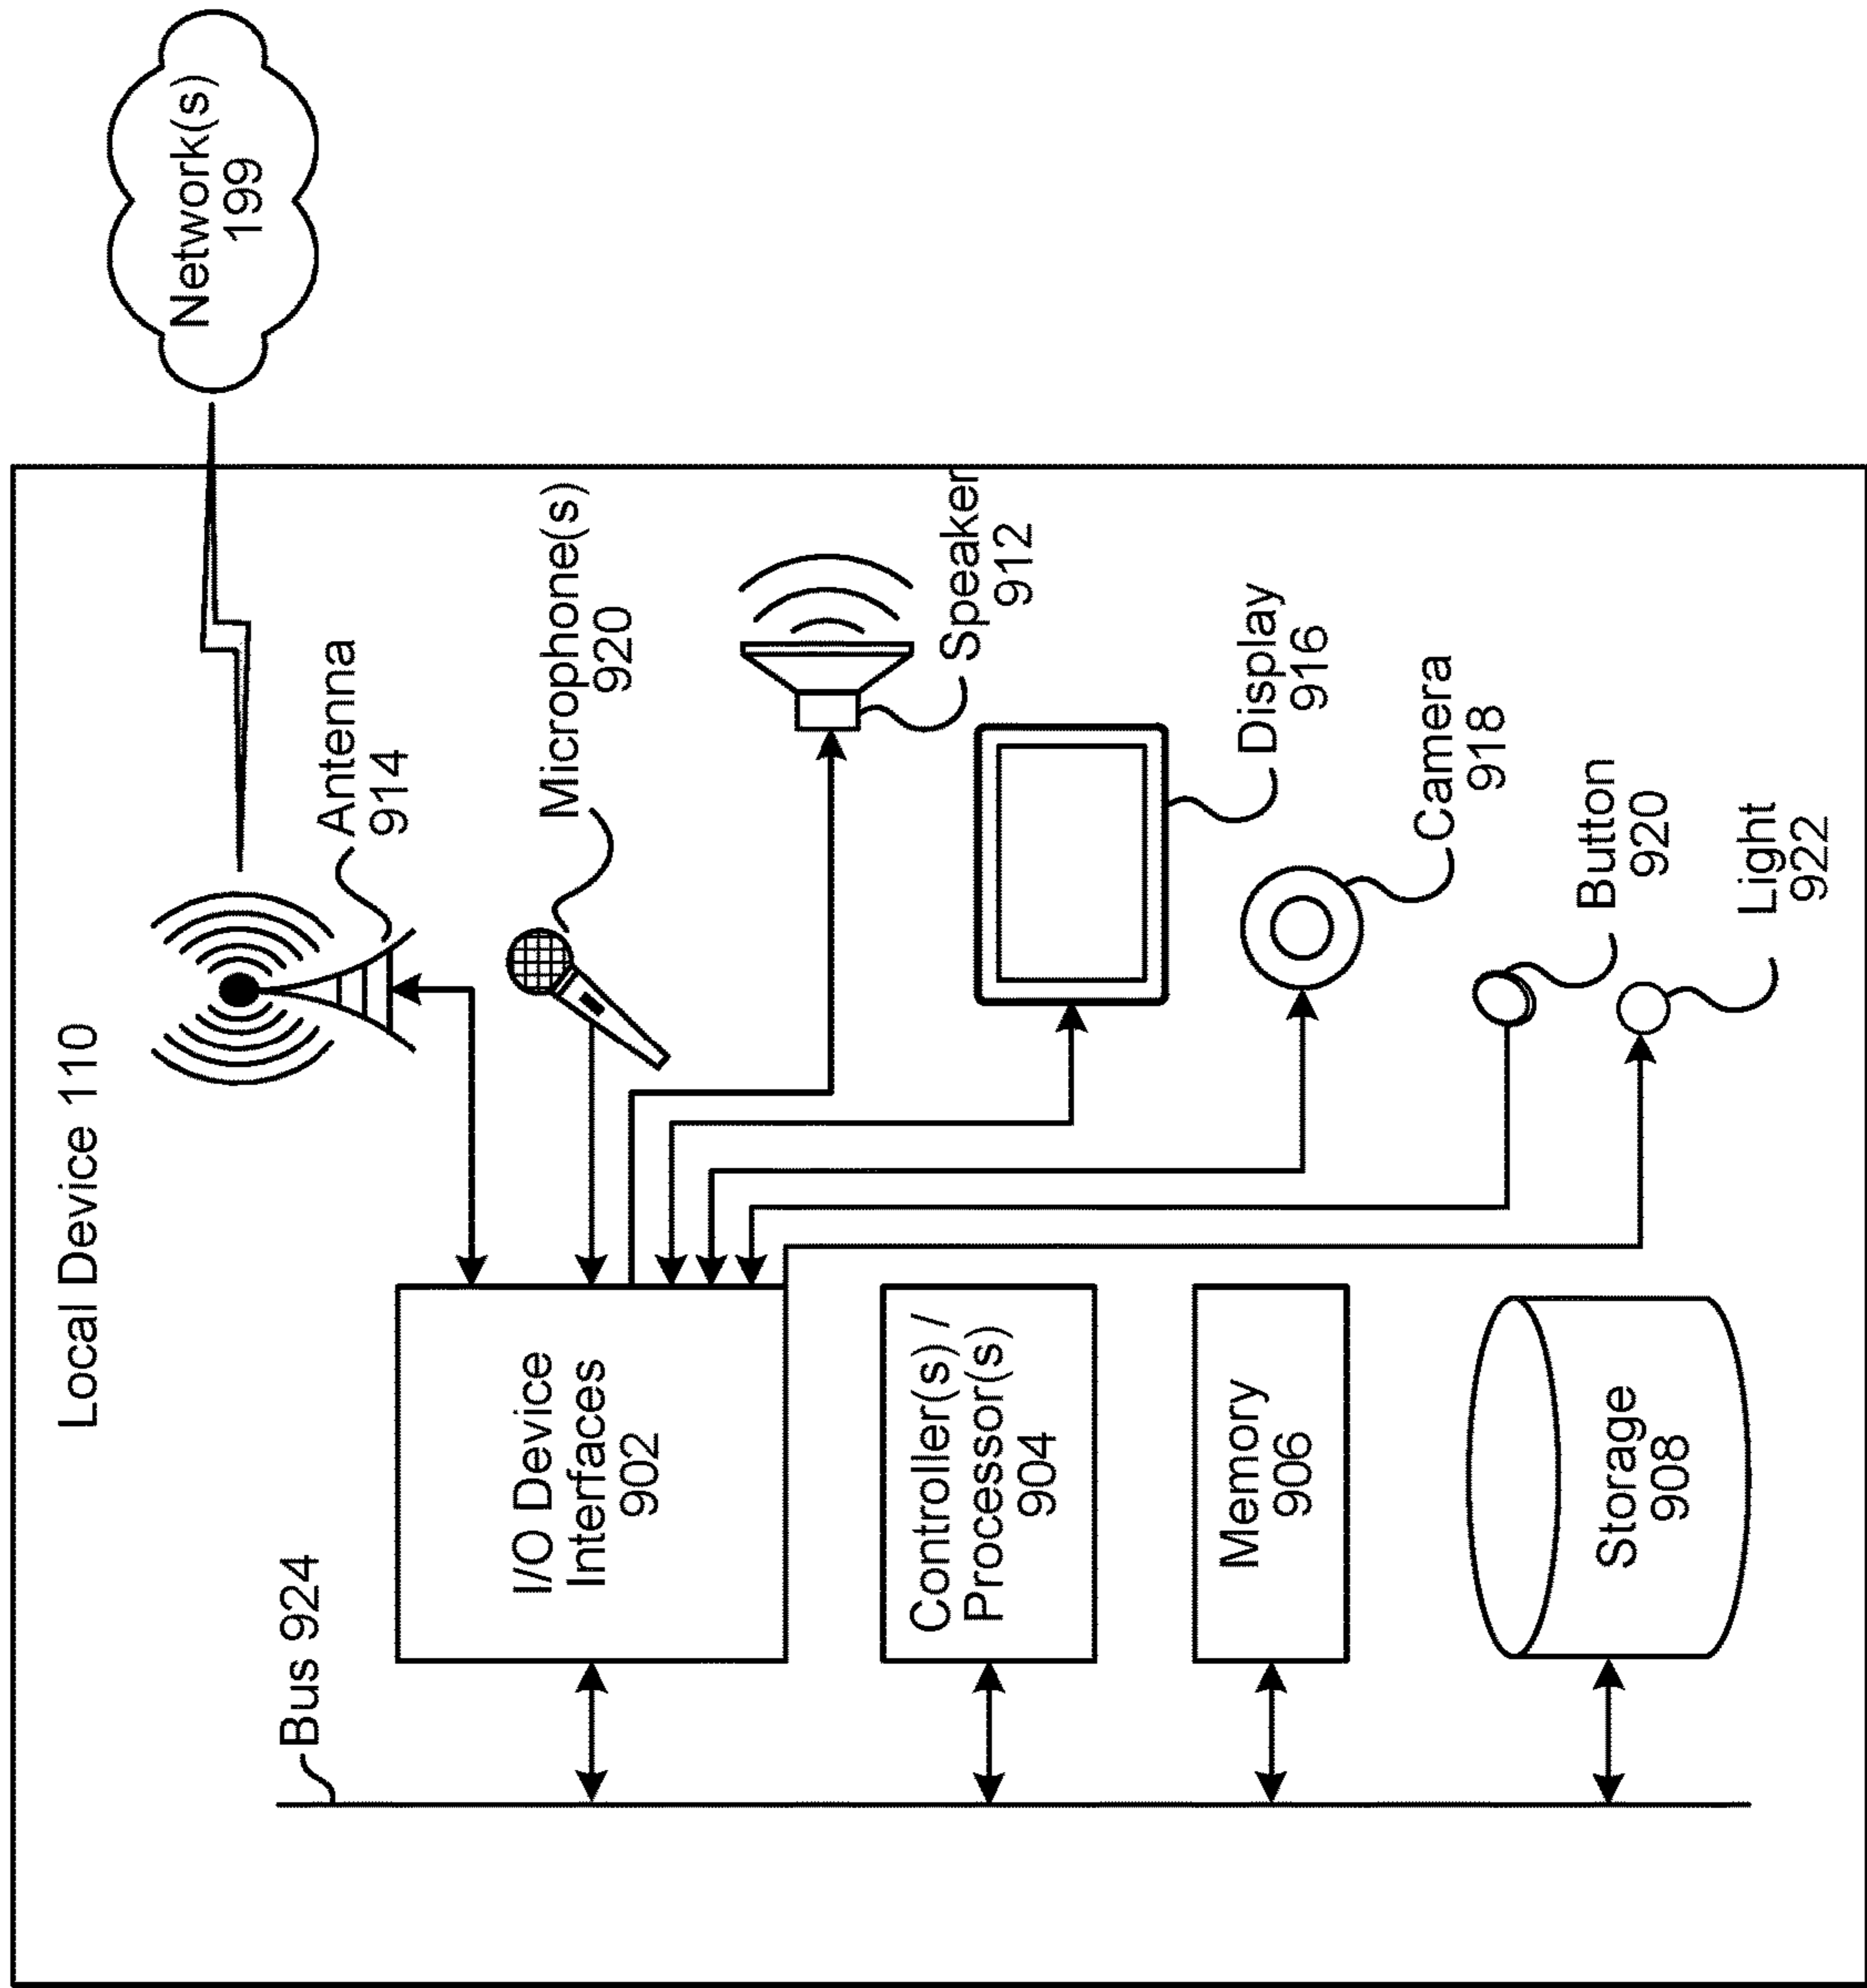 Local Device 110
Network(s)
199
Bus 924
I/O Device
Interfaces
902
Antenna
914
Microphone(s)
920
Controller(s) /
Processor(s)
904
Speaker
912
Memory
906
Display
916
Camera
918
Storage
908
Button
920
Light
922